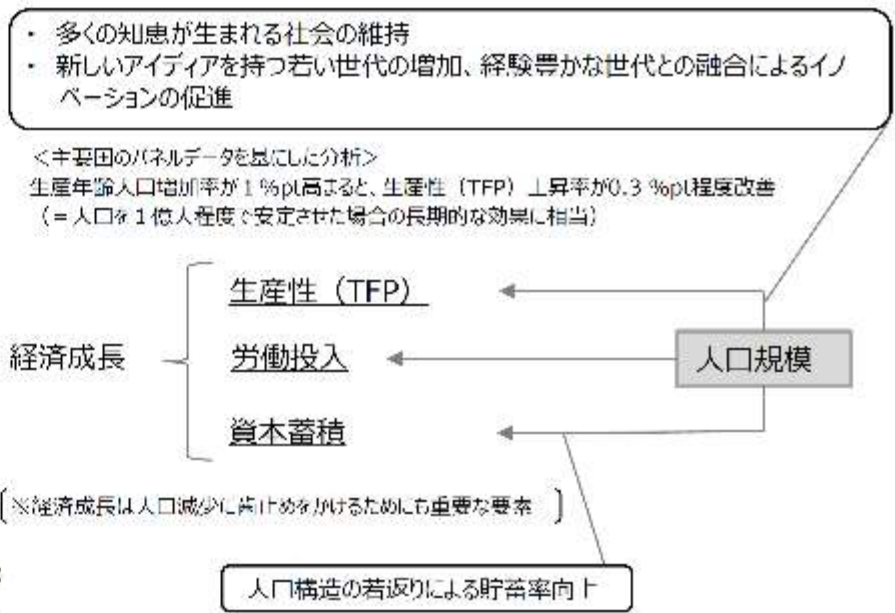 ・ 多くの知恵が生まれる社会の維持
・ 新しいアイディアを持つ若い世代の増加、経験豊かな世代との融合によるイノ
ベーションの促進
＜主要国のパネルデータを基にした分析＞
生産年齢人口増加率が１%pt高まると、生産性（TFP）上昇率が0.3 %pt程度改善
（＝人口を１億人程度で安定させた場合の長期的な効果に相当）
生産性（TFP）
経済成長
労働投入
人口規模
資本蓄積
※経済成長は人口減少に歯止めをかけるためにも重要な要素
人口構造の若返りによる貯蓄率向上